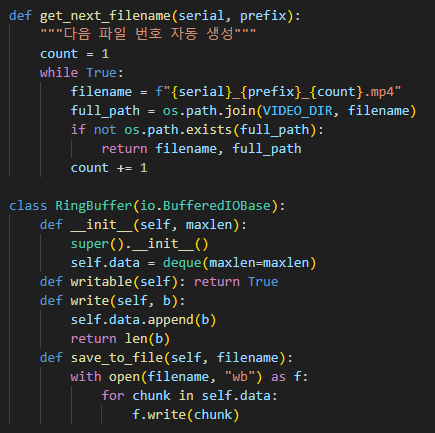 def get_next_filename(serial, prefix):
    """다음 파일 번호 자동 생성"""
    count = 1
    while True:
        filename = f"{serial}_{prefix}_{count}.mp4"
        full_path = os.path.join(VIDEO_DIR, filename)
        if not os.path.exists(full_path):
            return filename, full_path
        count += 1

class RingBuffer(io.BufferedIOBase):
    def __init__(self, maxlen):
        super().__init__()
        self.data = deque(maxlen=maxlen)
    def writable(self): return True
    def write(self, b):
        self.data.append(b)
        return len(b)
    def save_to_file(self, filename):
        with open(filename, "wb") as f:
            for chunk in self.data:
                f.write(chunk)